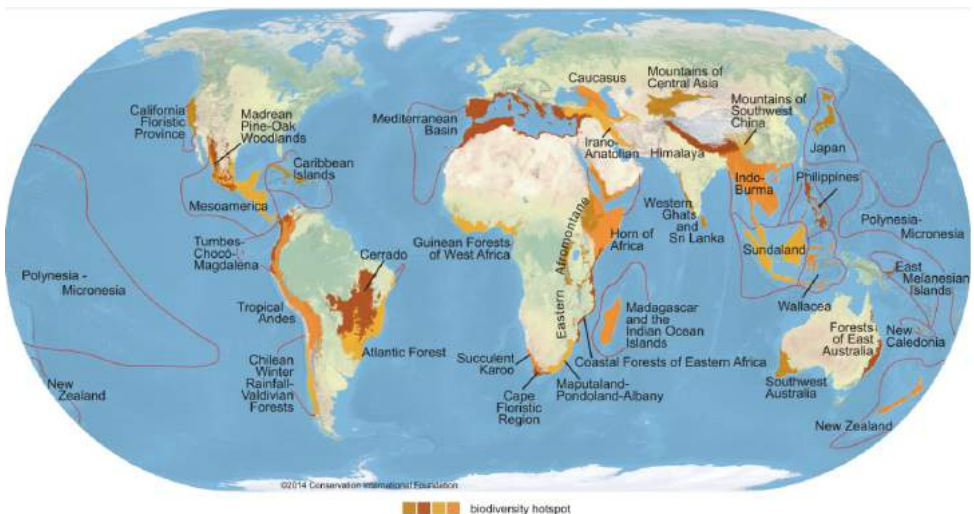 California
Floristic
Province
Madrean
Pine-Oak
Woodlands
Caribbean
Islands
Mesoamerica
Tumbes-
Chocó-
Magdalena
Polynesia -
Micronesia
Tropical
Andes
Cerrado
Atlantic Forest
Chilean
Winter
Rainfall-
Valdivian
Forests
New
Zealand
Mediterranean
Basin
Caucasus
Irano-
Anatolian
Mountains of
Central Asia
Mountains of
Southwest
China
Himalaya
Japan
Indo-
Burma
Philippines
Western
Ghats
and
Sri Lanka
Guinean Forests
of West Africa
Eastern Afromontane
Horn of
Africa
Sundaland
Wallacea
Polynesia-
Micronesia
East
Melanesian
Islands
Madagascar
and the
Indian Ocean
Islands
Coastal Forests of Eastern Africa
Succulent
Karoo
Cape
Floristic
Region
Maputaland-
Pondoland-Albany
Forests
of East
Australia
New
Caledonia
Southwest
Australia
New Zealand
©2014 Conservation International Foundation
biodiversity hotspot